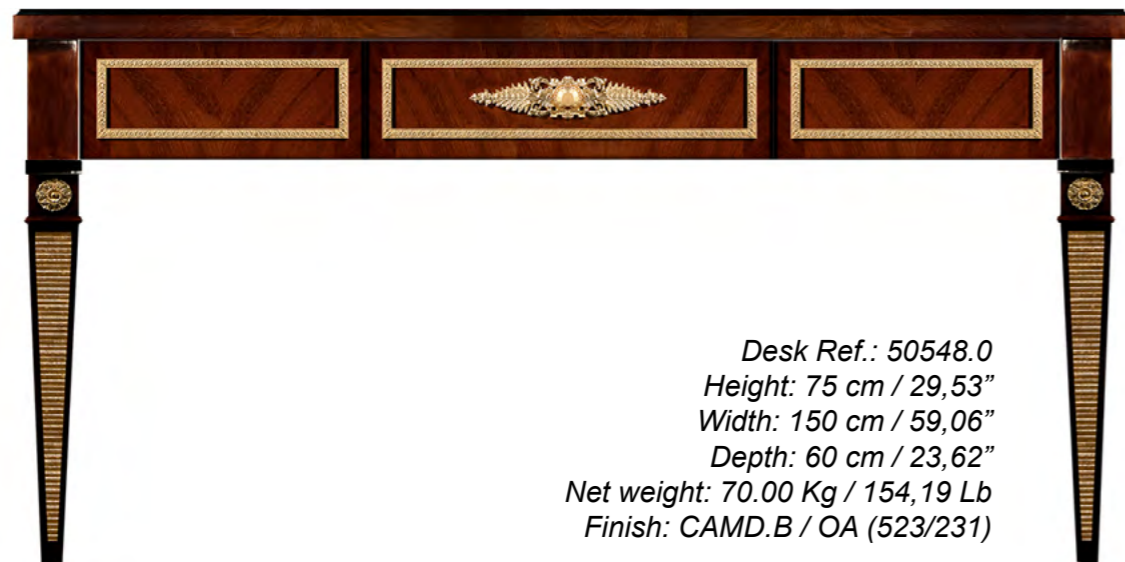 Desk Ref.: 50548.0
Height: 75 cm / 29,53”
Width: 150 cm / 59,06”
Depth: 60 cm / 23,62”
Net weight: 70.00 Kg / 154,19 Lb
Finish: CAMD.B / OA (523/231)